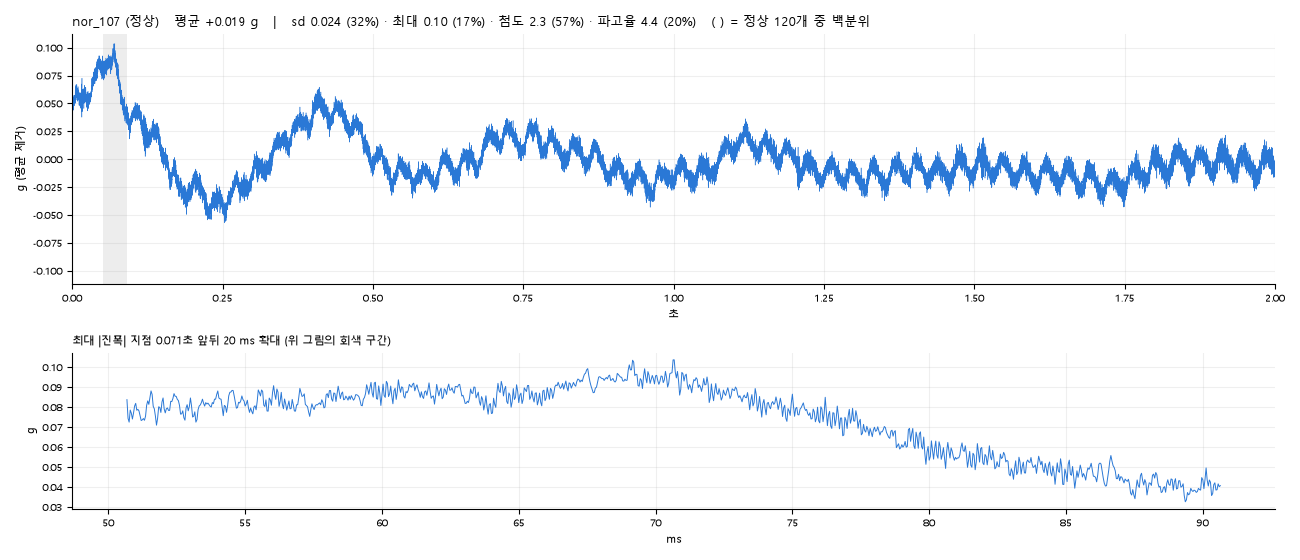 nor_107 (정상)    평균 +0.019 g    |    sd 0.024 (32%) · 최대 0.10 (17%) · 첨도 2.3 (57%) · 파고율 4.4 (20%)    ( ) = 정상 120개 중 백분위
g (평균 제거)
0.100
0.075
0.050
0.025
0.000
-0.025
-0.050
-0.075
-0.100
0.00 0.25 0.50 0.75 1.00 1.25 1.50 1.75 2.00
초
최대 |진폭| 지점 0.071초 앞뒤 20 ms 확대 (위 그림의 회색 구간)
g
0.10
0.09
0.08
0.07
0.06
0.05
0.04
0.03
50 55 60 65 70 75 80 85 90
ms